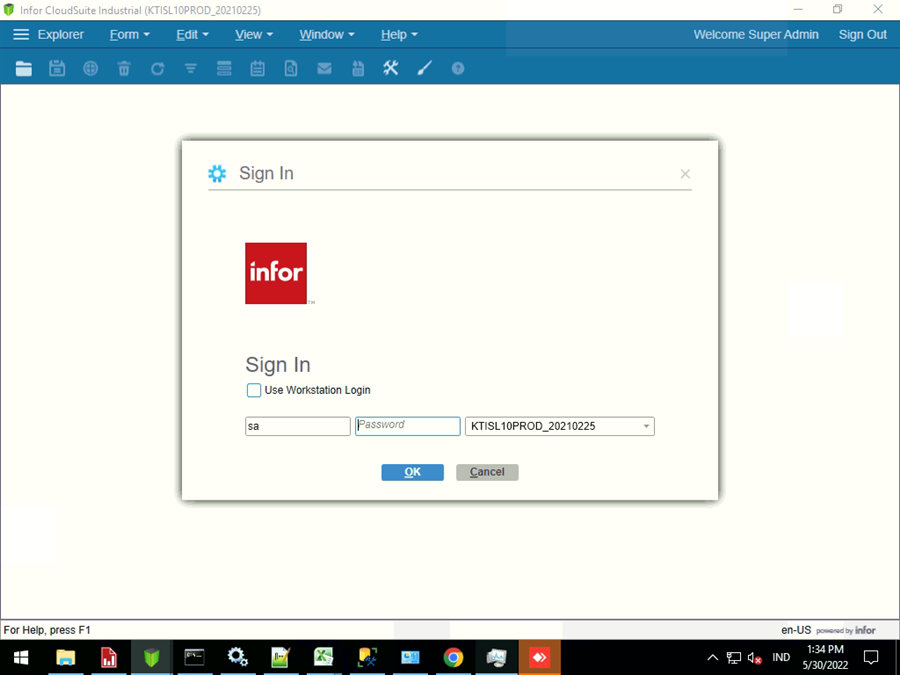 Infor CloudSuite Industrial (KTISL10PROD_20210225)
Explorer Form Edit View Window Help Welcome Super Admin Sign Out
Sign In
infor
TM
Sign In
Use Workstation Login
sa Password KTISL10PROD_20210225
OK Cancel
For Help, press F1 en-US powered by infor
IND 1:34 PM
5/30/2022